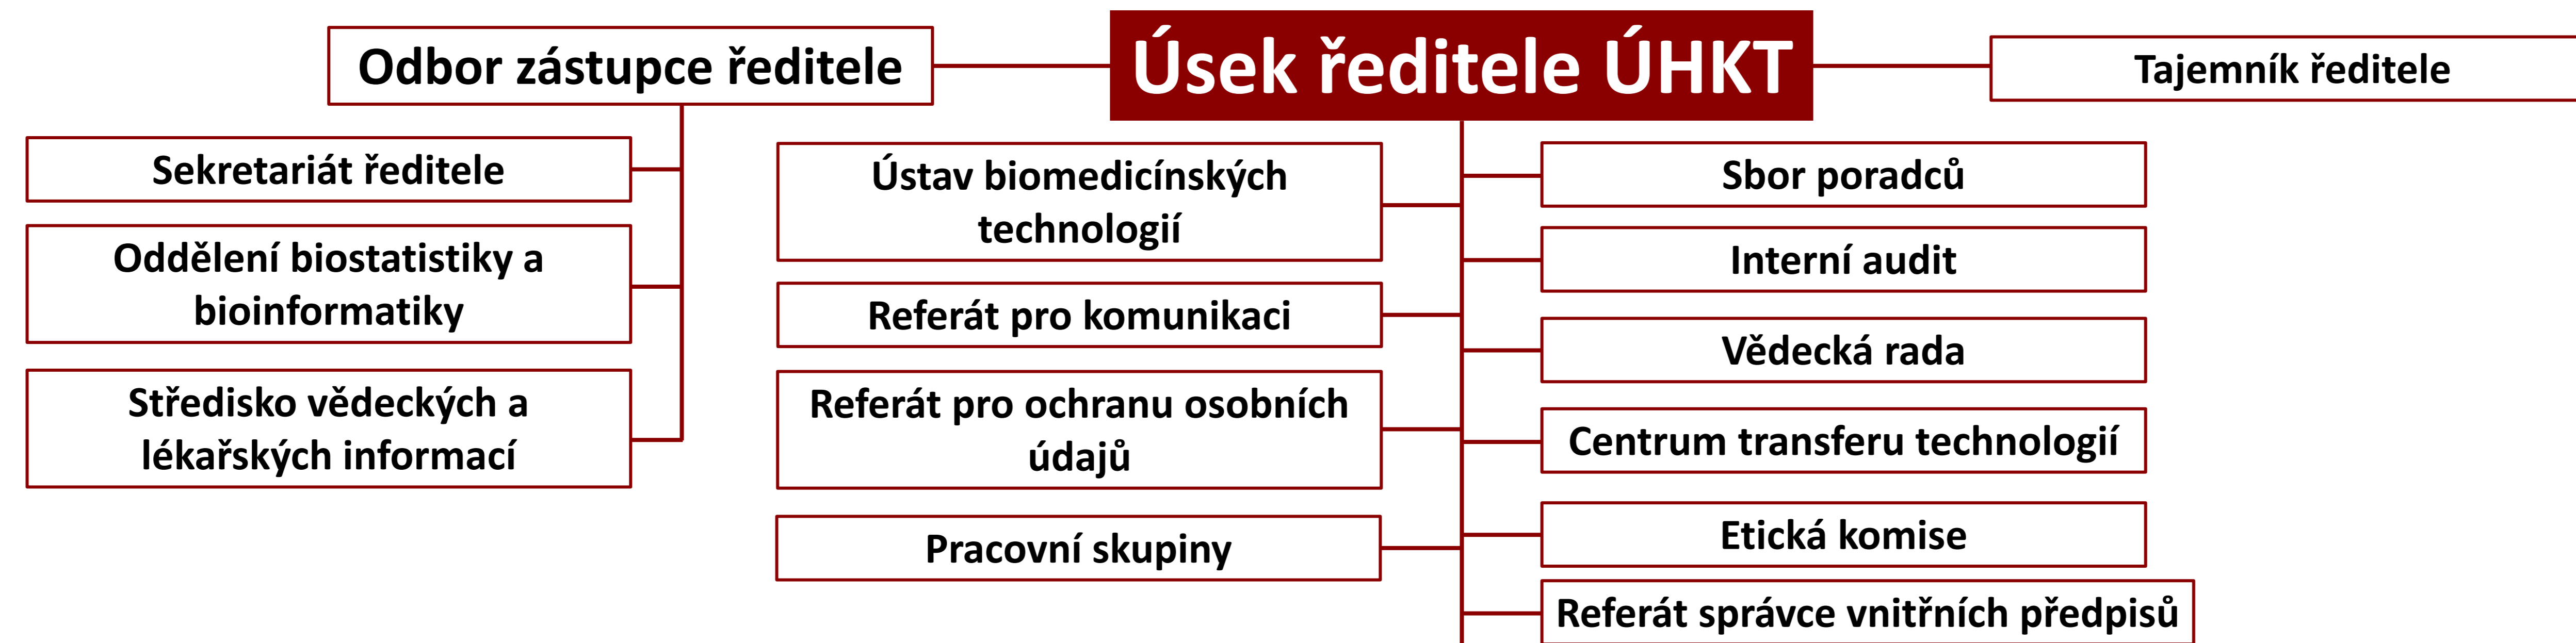 Odbor zástupce ředitele
Úsek ředitele ÚHKT
Tajemník ředitele
Sekretariát ředitele
Oddělení biostatistiky a
bioinformatiky
Středisko vědeckých a
lékařských informací
Ústav biomedicínských
technologií
Referát pro komunikaci
Referát pro ochranu osobních
údajů
Pracovní skupiny
Sbor poradců
Interní audit
Vědecká rada
Centrum transferu technologií
Etická komise
Referát správce vnitřních předpisů